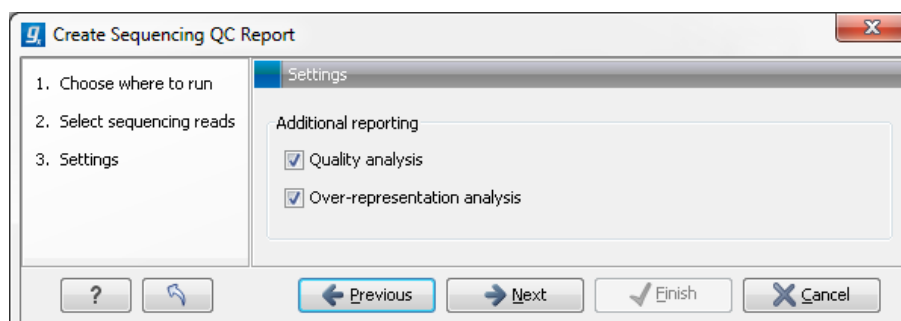 Create Sequencing QC Report
1. Choose where to run
2. Select sequencing reads
3. Settings
Settings
Additional reporting
Quality analysis
Over-representation analysis
?
Previous
Next
Finish
Cancel